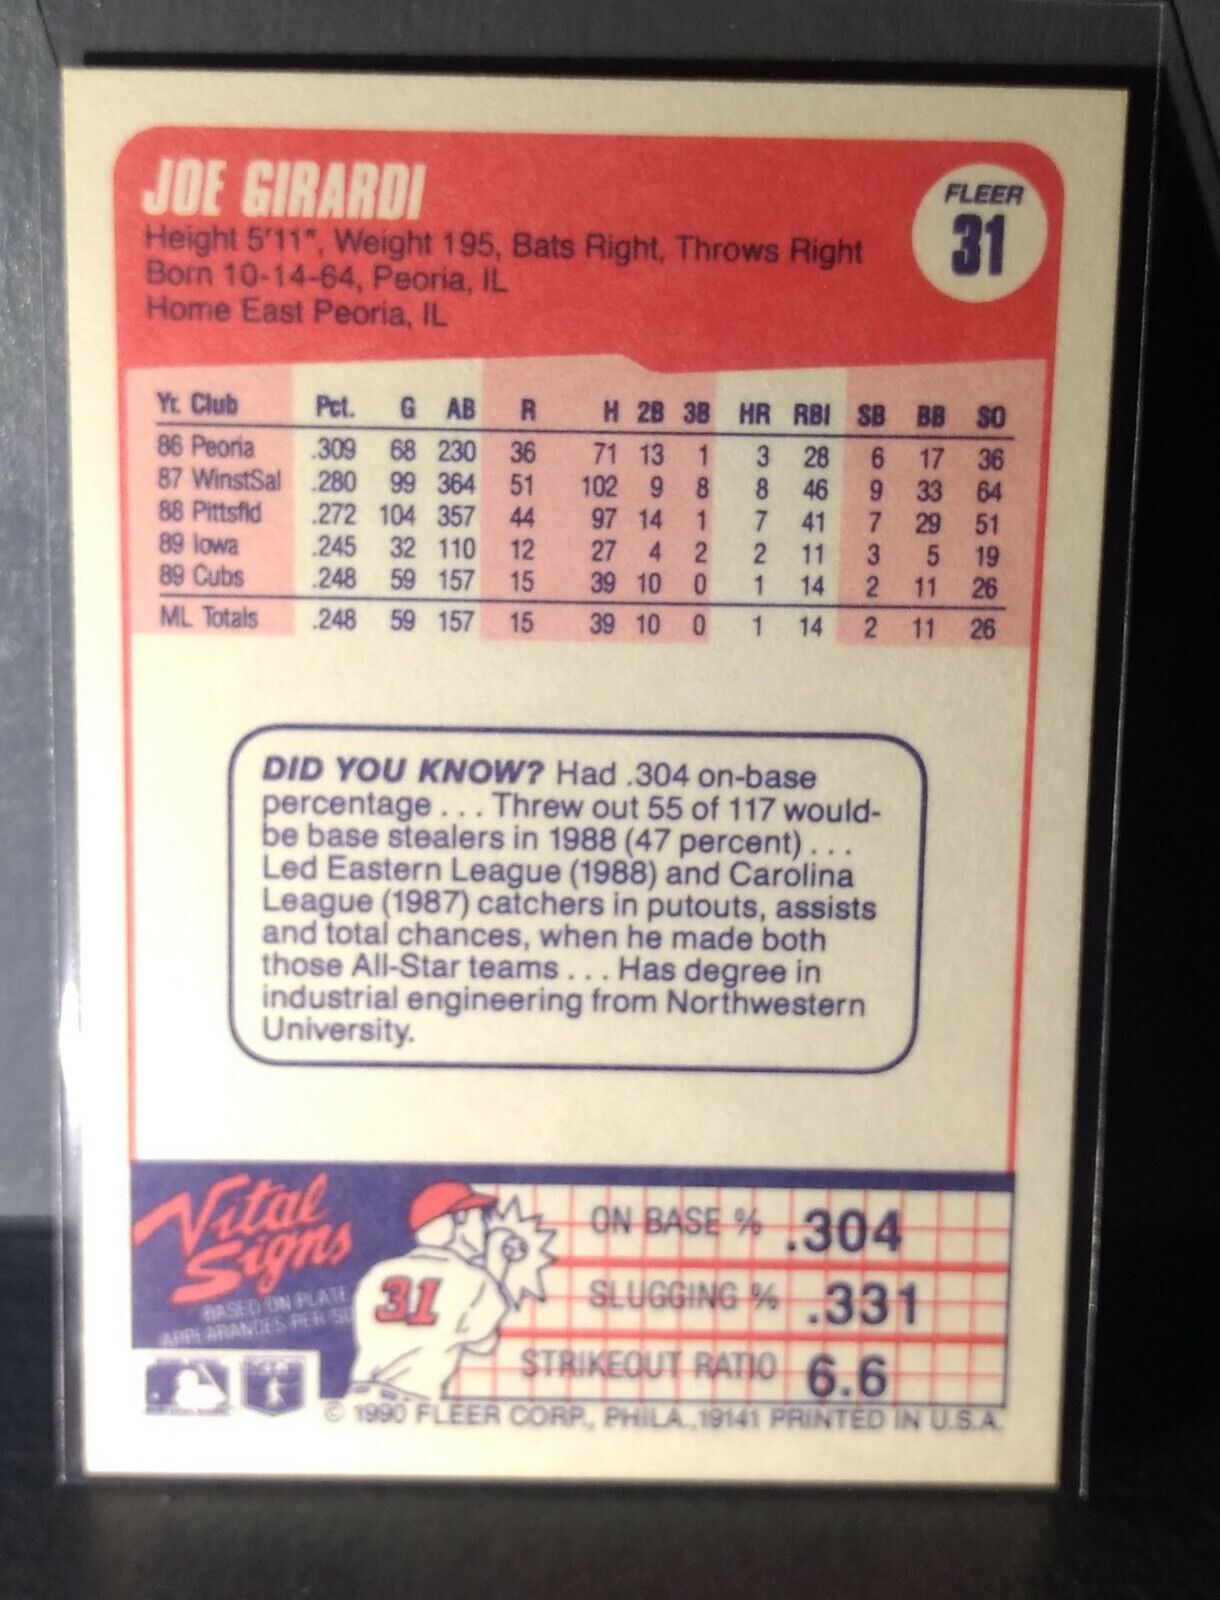 JOE GIRARDI
FLEER
31
Height 5'11", Weight 195, Bats Right, Throws Right
Born 10-14-64, Peoria, IL
Home East Peoria, IL
Yr. Club Pct. G AB R H 2B 3B HR RBI SB BB SO
86 Peoria .309 68 230 36 71 13 1 3 28 6 17 36
87 WinstSal .280 99 364 51 102 9 8 8 46 9 33 64
88 Pittsfld .272 104 357 44 97 14 1 7 41 7 29 51
89 Iowa .245 32 110 12 27 4 2 2 11 3 5 19
89 Cubs .248 59 157 15 39 10 0 1 14 2 11 26
ML Totals .248 59 157 15 39 10 0 1 14 2 11 26
DID YOU KNOW? Had .304 on-base
percentage . . . Threw out 55 of 117 would-
be base stealers in 1988 (47 percent) . . .
Led Eastern League (1988) and Carolina
League (1987) catchers in putouts, assists
and total chances, when he made both
those All-Star teams . . . Has degree in
industrial engineering from Northwestern
University.
Vital
Signs
BASED ON PLATE
APPEARANCES PER SO
31
ON BASE % .304
SLUGGING % .331
STRIKEOUT RATIO 6.6
© 1990 FLEER CORP., PHILA., 19141 PRINTED IN U.S.A.